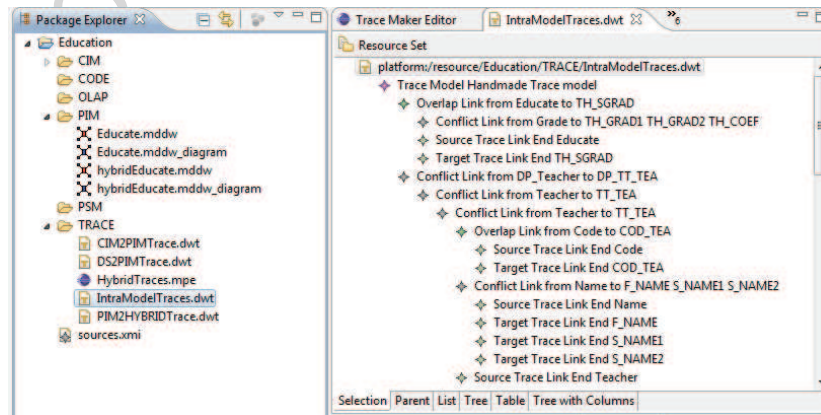 Package Explorer
Education
CIM
CODE
OLAP
PIM
Educate.mddw
Educate.mddw_diagram
hybridEducate.mddw
hybridEducate.mddw_diagram
PSM
TRACE
CIM2PIMTrace.dwt
DS2PIMTrace.dwt
HybridTraces.mpe
IntraModelTraces.dwt
PIM2HYBRIDTrace.dwt
sources.xmi
Trace Maker Editor
IntraModelTraces.dwt
»6
Resource Set
platform:/resource/Education/TRACE/IntraModelTraces.dwt
Trace Model Handmade Trace model
Overlap Link from Educate to TH_SGRAD
Conflict Link from Grade to TH_GRAD1 TH_GRAD2 TH_COEF
Source Trace Link End Educate
Target Trace Link End TH_SGRAD
Conflict Link from DP_Teacher to DP_TT_TEA
Conflict Link from Teacher to TT_TEA
Conflict Link from Teacher to TT_TEA
Overlap Link from Code to COD_TEA
Source Trace Link End Code
Target Trace Link End COD_TEA
Conflict Link from Name to F_NAME S_NAME1 S_NAME2
Source Trace Link End Name
Target Trace Link End F_NAME
Target Trace Link End S_NAME1
Target Trace Link End S_NAME2
Source Trace Link End Teacher
Selection Parent List Tree Table Tree with Columns